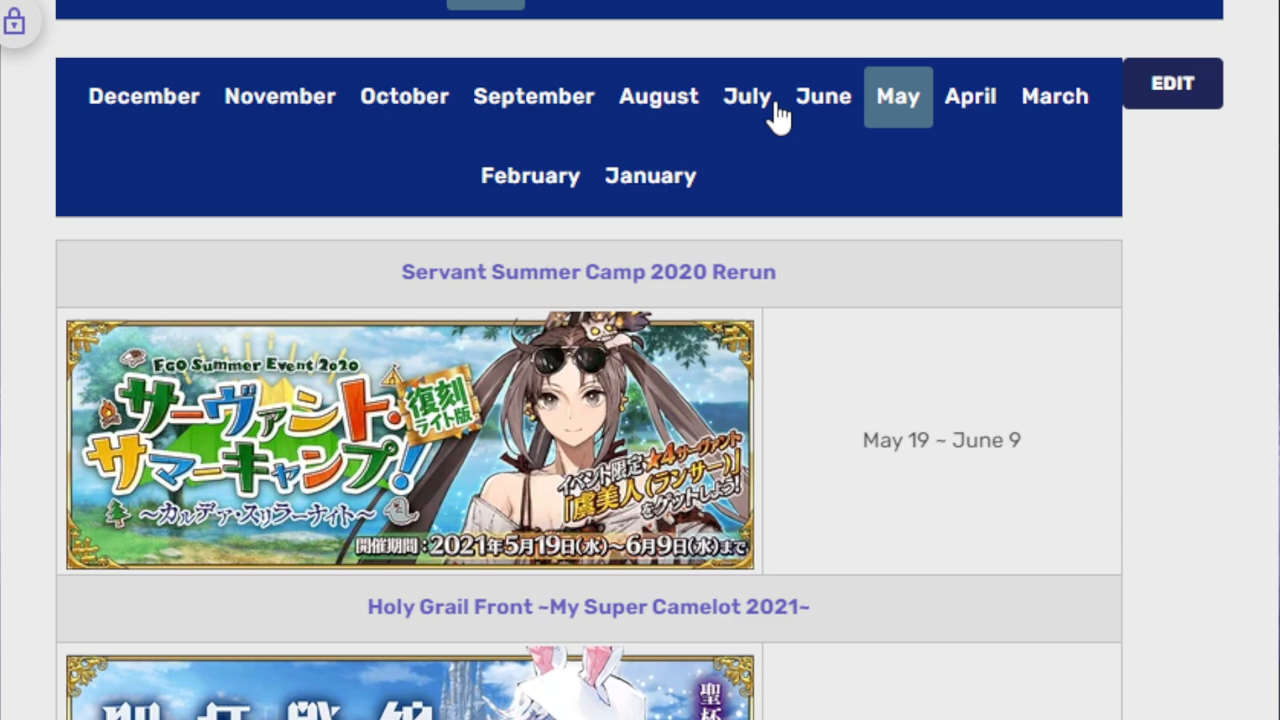 December November October September August July June May April March
EDIT
February January
Servant Summer Camp 2020 Rerun
FGO Summer Event 2020
サーヴァント・
サマーキャンプ!
復刻
ライト版
～カルデア・スリラーナイト～
イベント限定★4サーヴァント
「虞美人(ランサー)」
をゲットしよう!
開催期間:2021年5月19日(水)～6月9日(水)まで
May 19 ~ June 9
Holy Grail Front ~My Super Camelot 2021~
聖杯